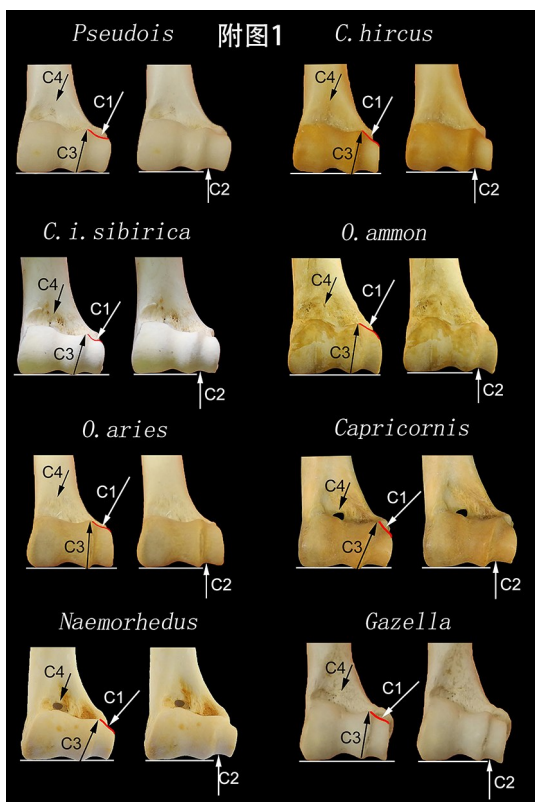 附图1
Pseudois
C.hircus
C4
C1
C3
C2
C4
C1
C3
C2
C.i.sibirica
O.ammon
C4
C1
C3
C2
C4
C1
C3
C2
O.aries
Capricornis
C4
C1
C3
C2
C4
C1
C3
C2
Naemorhedus
Gazella
C4
C1
C3
C2
C4
C1
C3
C2